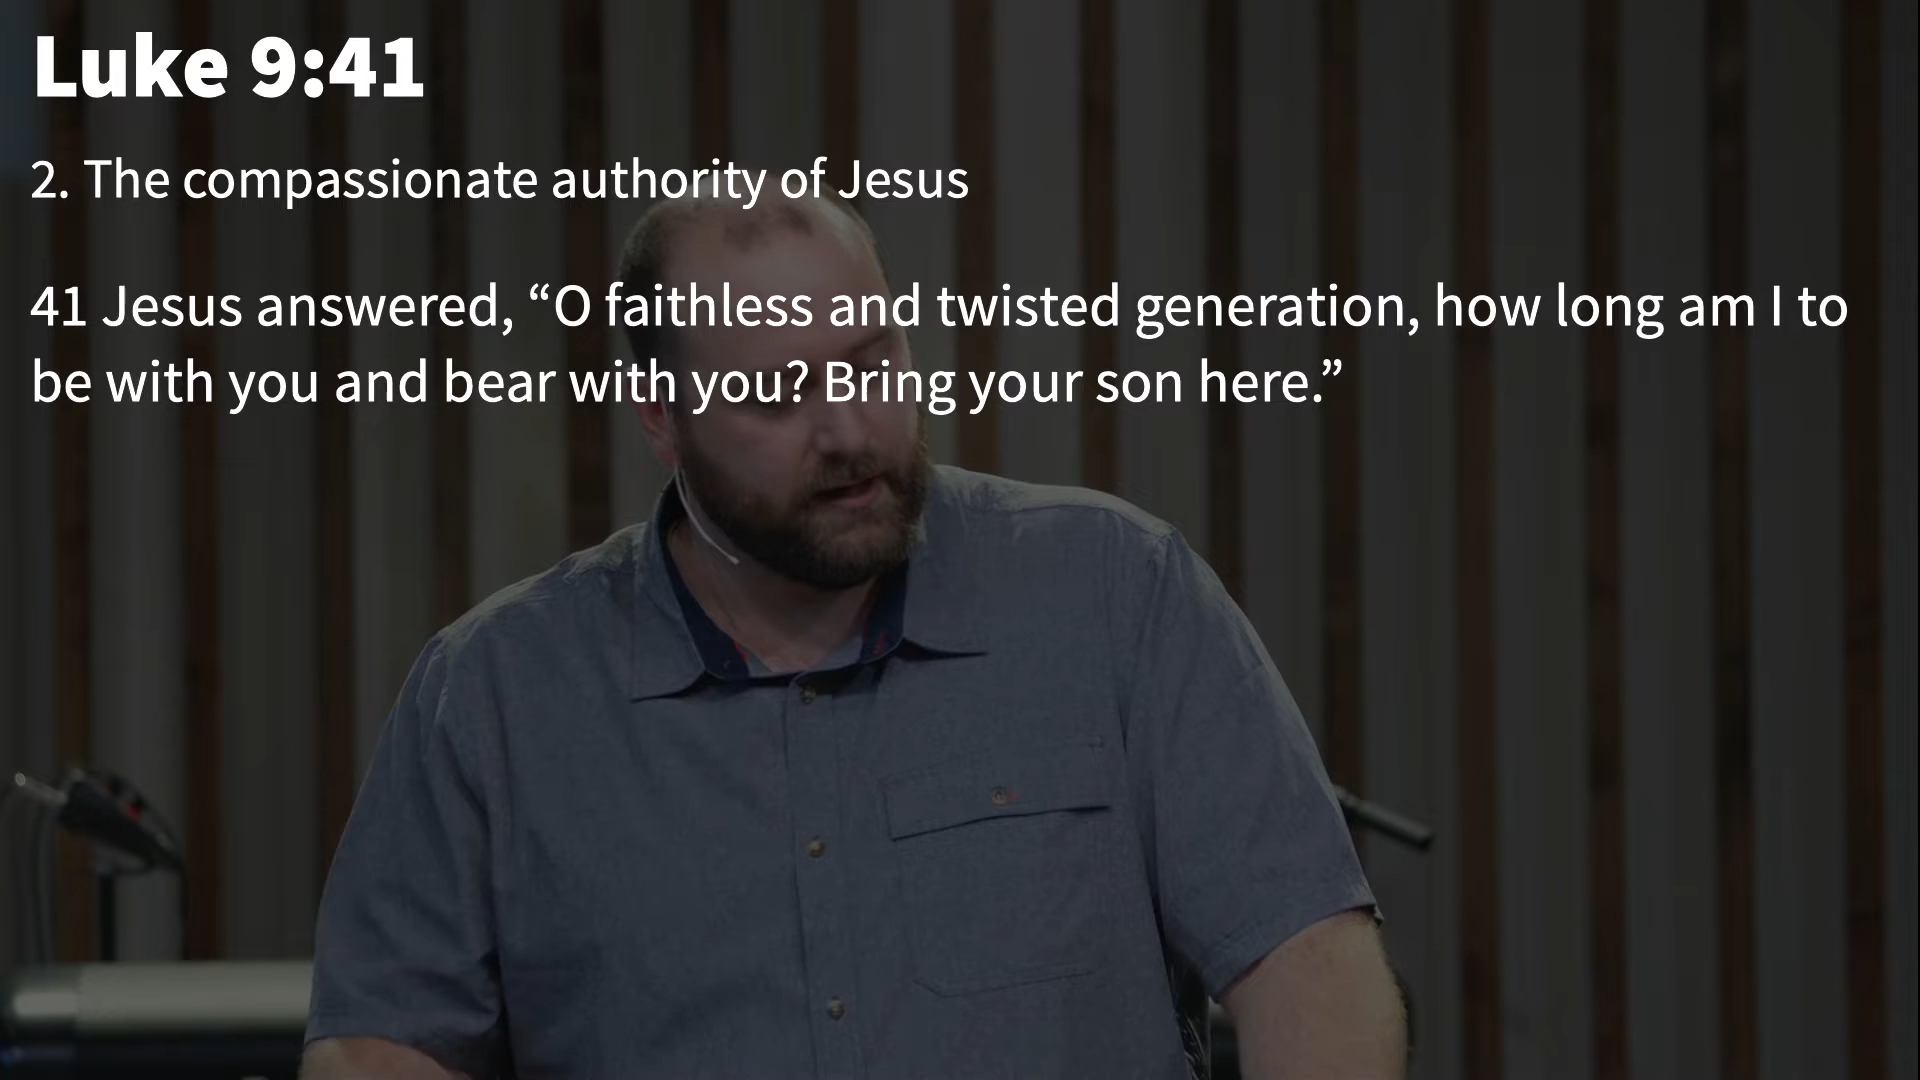 Luke 9:41
2. The compassionate authority of Jesus
41 Jesus answered, “O faithless and twisted generation, how long am I to
be with you and bear with you? Bring your son here.”